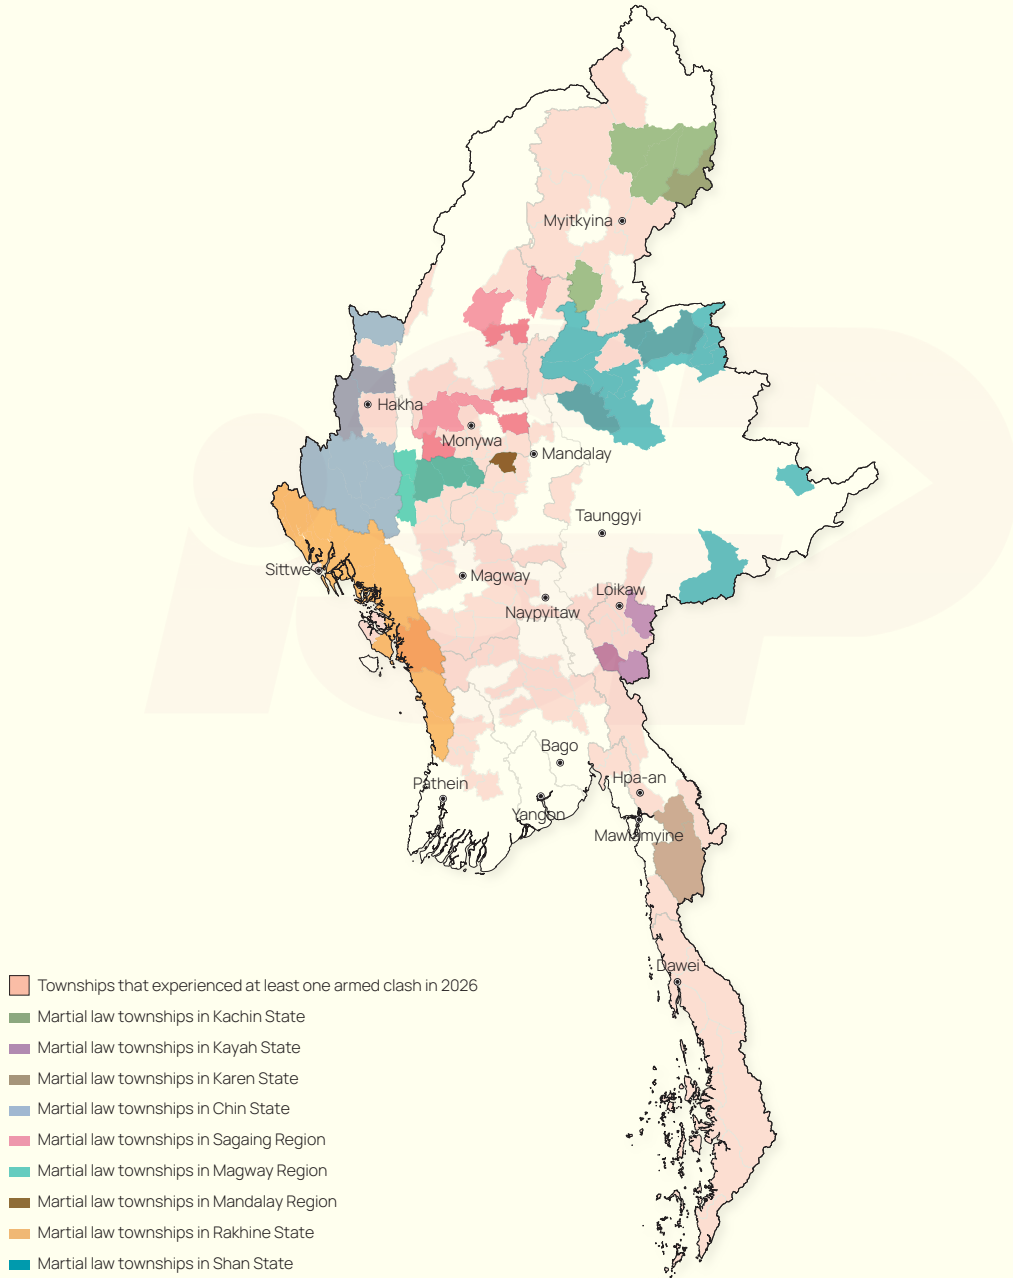 Myitkyina
Hakha
Monywa
Mandalay
Taunggyi
Sittwe
Magway
Loikaw
Naypyitaw
Bago
Hpa-an
Pathein
Yangon
Mawlamyine
Dawei
Townships that experienced at least one armed clash in 2026
Martial law townships in Kachin State
Martial law townships in Kayah State
Martial law townships in Karen State
Martial law townships in Chin State
Martial law townships in Sagaing Region
Martial law townships in Magway Region
Martial law townships in Mandalay Region
Martial law townships in Rakhine State
Martial law townships in Shan State